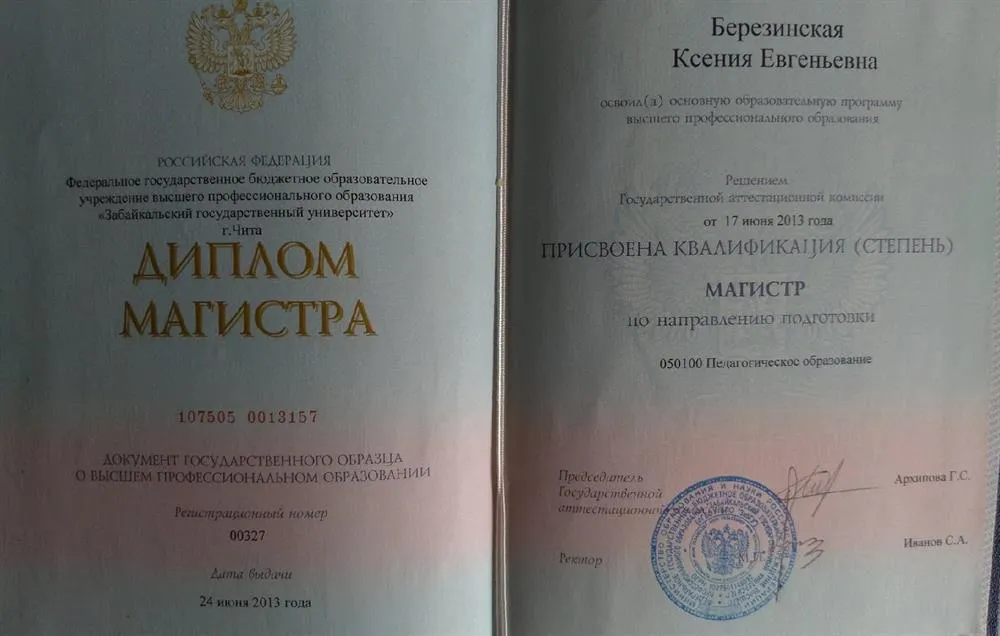 РОССИЙСКАЯ ФЕДЕРАЦИЯ
Федеральное государственное бюджетное образовательное
учреждение высшего профессионального образования
«Забайкальский государственный университет»
г.Чита
ДИПЛОМ
МАГИСТРА
107505 0013157
ДОКУМЕНТ ГОСУДАРСТВЕННОГО ОБРАЗЦА
О ВЫСШЕМ ПРОФЕССИОНАЛЬНОМ ОБРАЗОВАНИИ
Регистрационный номер
00327
Дата выдачи
24 июня 2013 года
Березинская
Ксения Евгеньевна
освоил(а) основную образовательную программу
высшего профессионального образования
Решением
Государственной аттестационной комиссии
от 17 июня 2013 года
ПРИСВОЕНА КВАЛИФИКАЦИЯ (СТЕПЕНЬ)
МАГИСТР
по направлению подготовки
050100 Педагогическое образование
Председатель
Государственной
аттестационной
Архипова Г.С.
Ректор
М.П.
Иванов С.А.